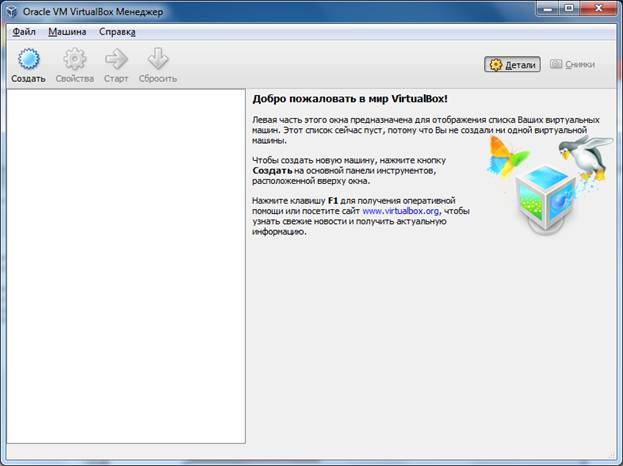 Oracle VM VirtualBox Менеджер
Файл Машина Справка
Создать Свойства Старт Сбросить
Детали Снимки
Добро пожаловать в мир VirtualBox!
Левая часть этого окна предназначена для отображения списка Ваших виртуальных
машин. Этот список сейчас пуст, потому что Вы не создали ни одной виртуальной
машины.
Чтобы создать новую машину, нажмите кнопку
Создать на основной панели инструментов,
расположенной вверху окна.
Нажмите клавишу F1 для получения оперативной
помощи или посетите сайт www.virtualbox.org, чтобы
узнать свежие новости и получить актуальную
информацию.